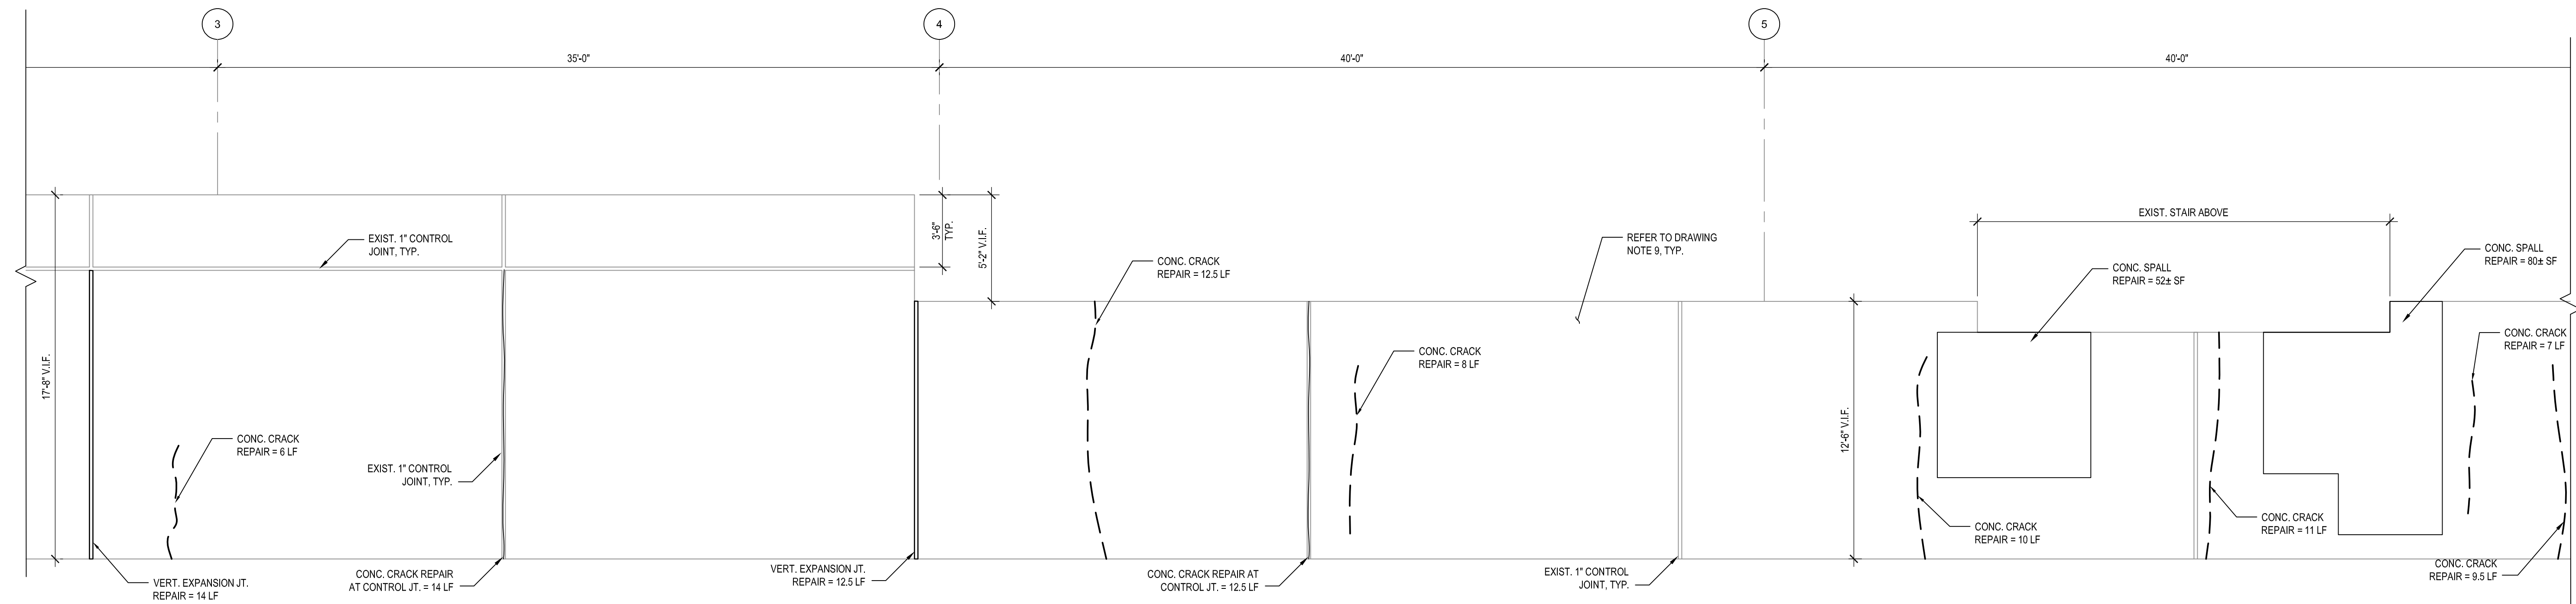 3
4
5
35'-0"
40'-0"
40'-0"
EXIST. STAIR ABOVE
3'-6"
TYP.
5'-2" V.I.F.
17'-8" V.I.F.
12'-6" V.I.F.
EXIST. 1" CONTROL
JOINT, TYP.
CONC. CRACK
REPAIR = 12.5 LF
REFER TO DRAWING
NOTE 9, TYP.
CONC. SPALL
REPAIR = 52± SF
CONC. SPALL
REPAIR = 80± SF
CONC. CRACK
REPAIR = 7 LF
CONC. CRACK
REPAIR = 8 LF
CONC. CRACK
REPAIR = 6 LF
EXIST. 1" CONTROL
JOINT, TYP.
CONC. CRACK
REPAIR = 10 LF
CONC. CRACK
REPAIR = 11 LF
VERT. EXPANSION JT.
REPAIR = 14 LF
CONC. CRACK REPAIR
AT CONTROL JT. = 14 LF
VERT. EXPANSION JT.
REPAIR = 12.5 LF
CONC. CRACK REPAIR AT
CONTROL JT. = 12.5 LF
EXIST. 1" CONTROL
JOINT, TYP.
CONC. CRACK
REPAIR = 9.5 LF